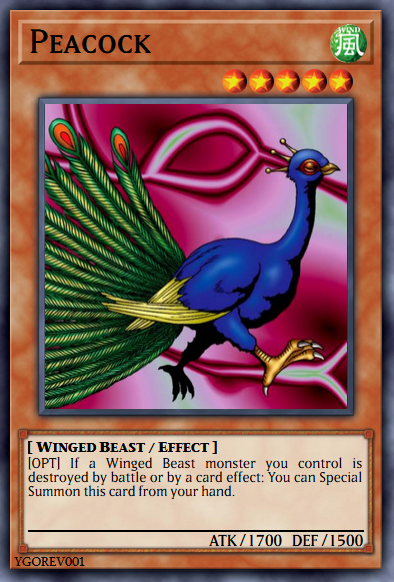 Peacock
WIND
風
[ Winged Beast / Effect ]
[OPT] If a Winged Beast monster you control is
destroyed by battle or by a card effect: You can Special
Summon this card from your hand.
ATK / 1700 DEF / 1500
YGOREV001